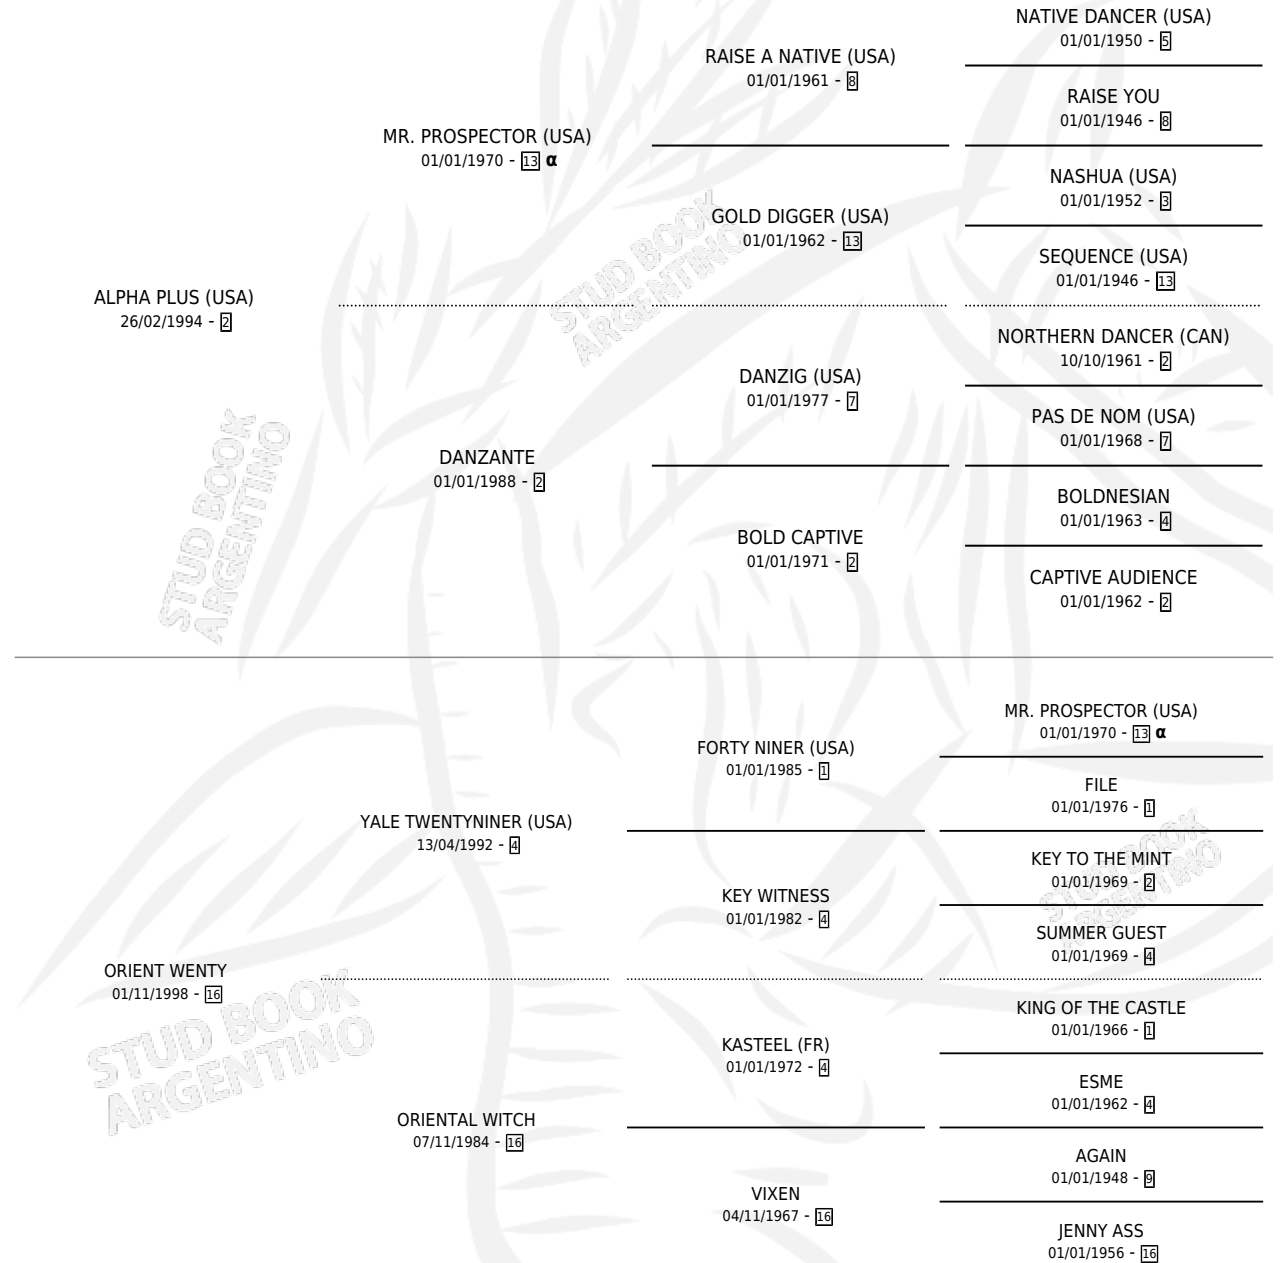 NATIVE DANCER (USA)
01/01/1950 - 5
RAISE A NATIVE (USA)
01/01/1961 - 8
RAISE YOU
01/01/1946 - 8
MR. PROSPECTOR (USA)
01/01/1970 - 13 α
NASHUA (USA)
01/01/1952 - 3
GOLD DIGGER (USA)
01/01/1962 - 13
SEQUENCE (USA)
01/01/1946 - 13
STUD BOOK
ARGENTINO
ALPHA PLUS (USA)
26/02/1994 - 2
NORTHERN DANCER (CAN)
10/10/1961 - 2
DANZIG (USA)
01/01/1977 - 7
PAS DE NOM (USA)
01/01/1968 - 7
DANZANTE
01/01/1988 - 2
BOLDNESIAN
01/01/1963 - 4
BOLD CAPTIVE
01/01/1971 - 2
CAPTIVE AUDIENCE
01/01/1962 - 2
STUD BOOK
ARGENTINO
MR. PROSPECTOR (USA)
01/01/1970 - 13 α
FORTY NINER (USA)
01/01/1985 - 1
FILE
01/01/1976 - 1
YALE TWENTYNINER (USA)
13/04/1992 - 4
KEY TO THE MINT
01/01/1969 - 2
KEY WITNESS
01/01/1982 - 4
SUMMER GUEST
01/01/1969 - 4
STUD BOOK
ARGENTINO
ORIENT WENTY
01/11/1998 - 16
KING OF THE CASTLE
01/01/1966 - 1
KASTEEL (FR)
01/01/1972 - 4
ESME
01/01/1962 - 4
ORIENTAL WITCH
07/11/1984 - 16
AGAIN
01/01/1948 - 9
VIXEN
04/11/1967 - 16
JENNY ASS
01/01/1956 - 16
STUD BOOK
ARGENTINO